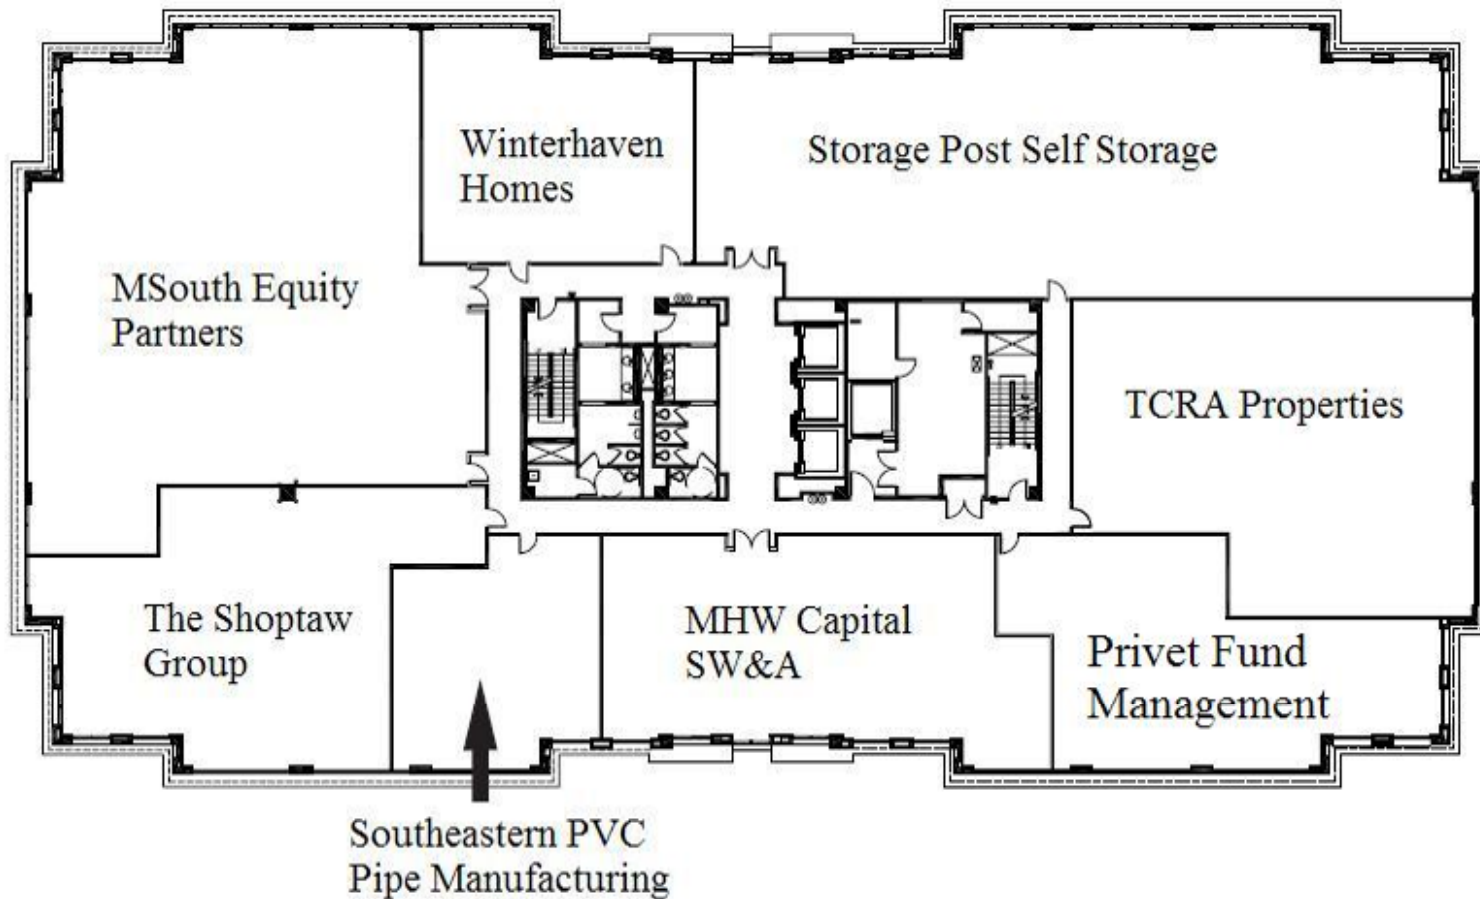 Winterhaven
Homes
Storage Post Self Storage
MSouth Equity
Partners
TCRA Properties
The Shoptaw
Group
MHW Capital
SW&A
Privet Fund
Management
Southeastern PVC
Pipe Manufacturing